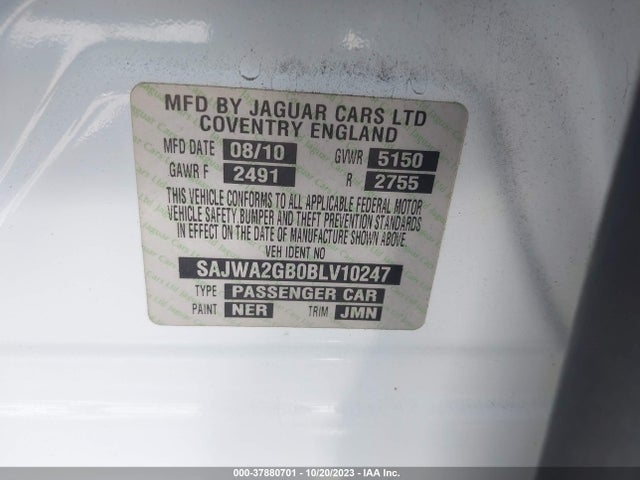 MFD BY JAGUAR CARS LTD
COVENTRY ENGLAND
MFD DATE 08/10 GVWR 5150
GAWR F 2491 R 2755
THIS VEHICLE CONFORMS TO ALL APPLICABLE FEDERAL MOTOR
VEHICLE SAFETY BUMPER AND THEFT PREVENTION STANDARDS
IN EFFECT ON THE DATE OF MANUFACTURE SHOWN ABOVE.
VEH IDENT NO
SAJWA2GB0BLV10247
TYPE PASSENGER CAR
PAINT NER TRIM JMN
000-37880701 - 10/20/2023 - IAA Inc.